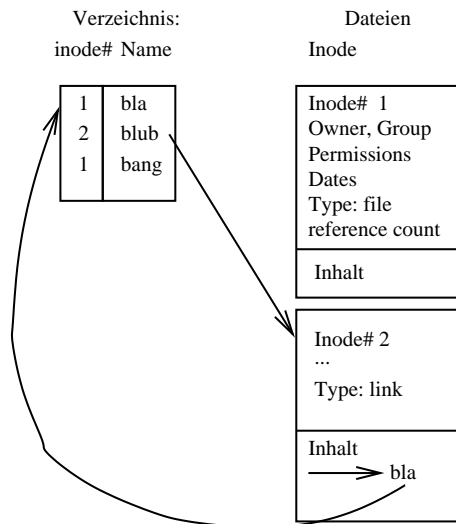 Verzeichnis:
inode# Name
1 bla
2 blub
1 bang
Dateien
Inode
Inode# 1
Owner, Group
Permissions
Dates
Type: file
reference count
Inhalt
Inode# 2
...
Type: link
Inhalt
bla